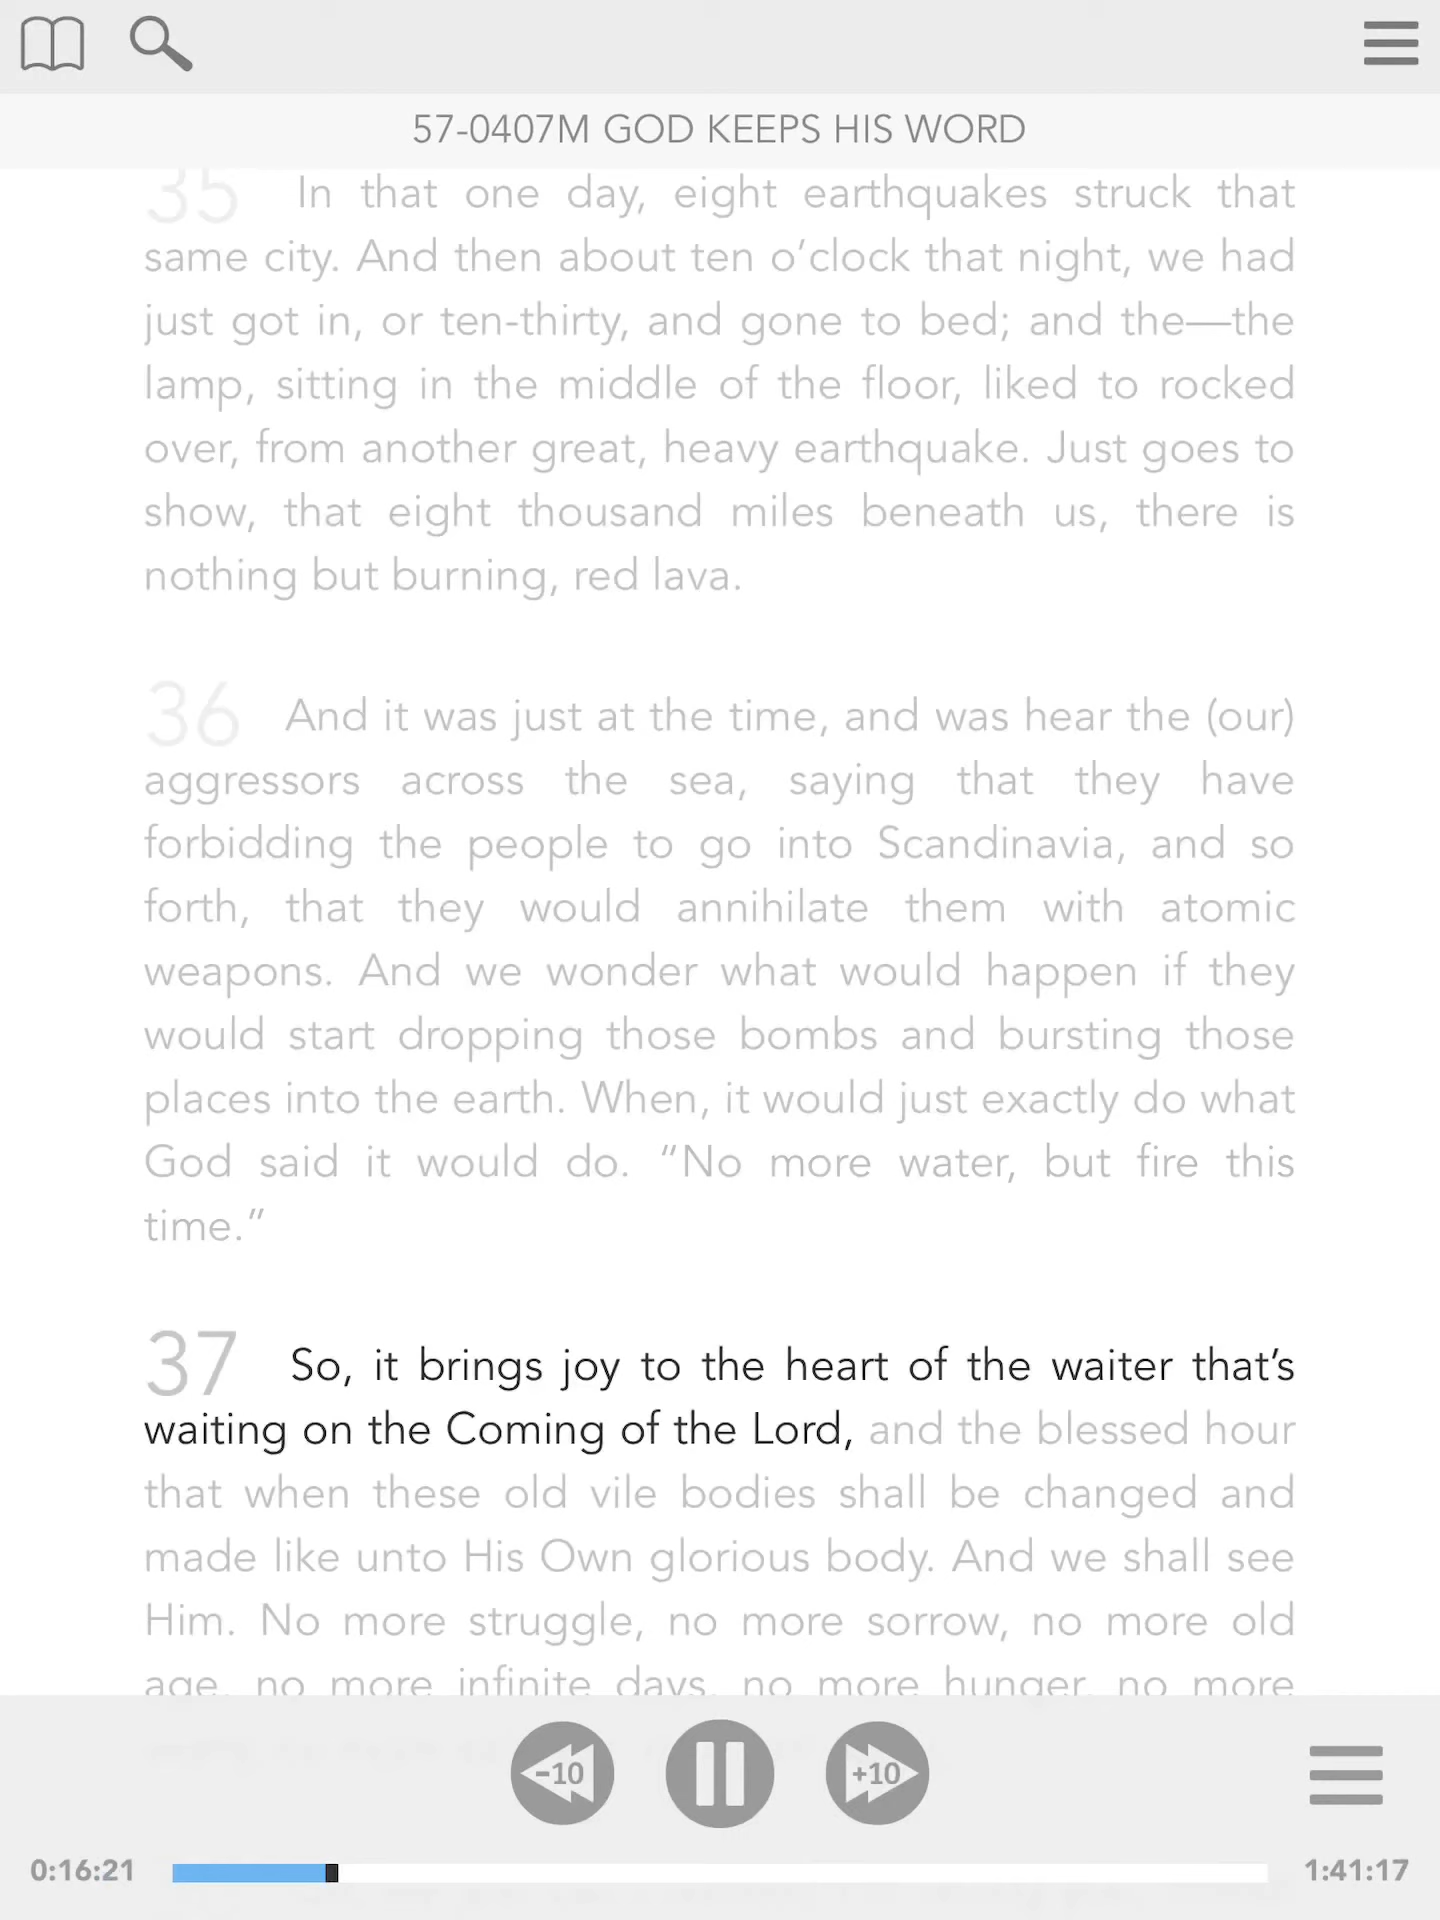 57-0407M GOD KEEPS HIS WORD
35 In that one day, eight earthquakes struck that
same city. And then about ten o’clock that night, we had
just got in, or ten-thirty, and gone to bed; and the—the
lamp, sitting in the middle of the floor, liked to rocked
over, from another great, heavy earthquake. Just goes to
show, that eight thousand miles beneath us, there is
nothing but burning, red lava.
36 And it was just at the time, and was hear the (our)
aggressors across the sea, saying that they have
forbidding the people to go into Scandinavia, and so
forth, that they would annihilate them with atomic
weapons. And we wonder what would happen if they
would start dropping those bombs and bursting those
places into the earth. When, it would just exactly do what
God said it would do. “No more water, but fire this
time.”
37 So, it brings joy to the heart of the waiter that’s
waiting on the Coming of the Lord, and the blessed hour
that when these old vile bodies shall be changed and
made like unto His Own glorious body. And we shall see
Him. No more struggle, no more sorrow, no more old
age, no more infinite days, no more hunger, no more
-10 +10
0:16:21 1:41:17